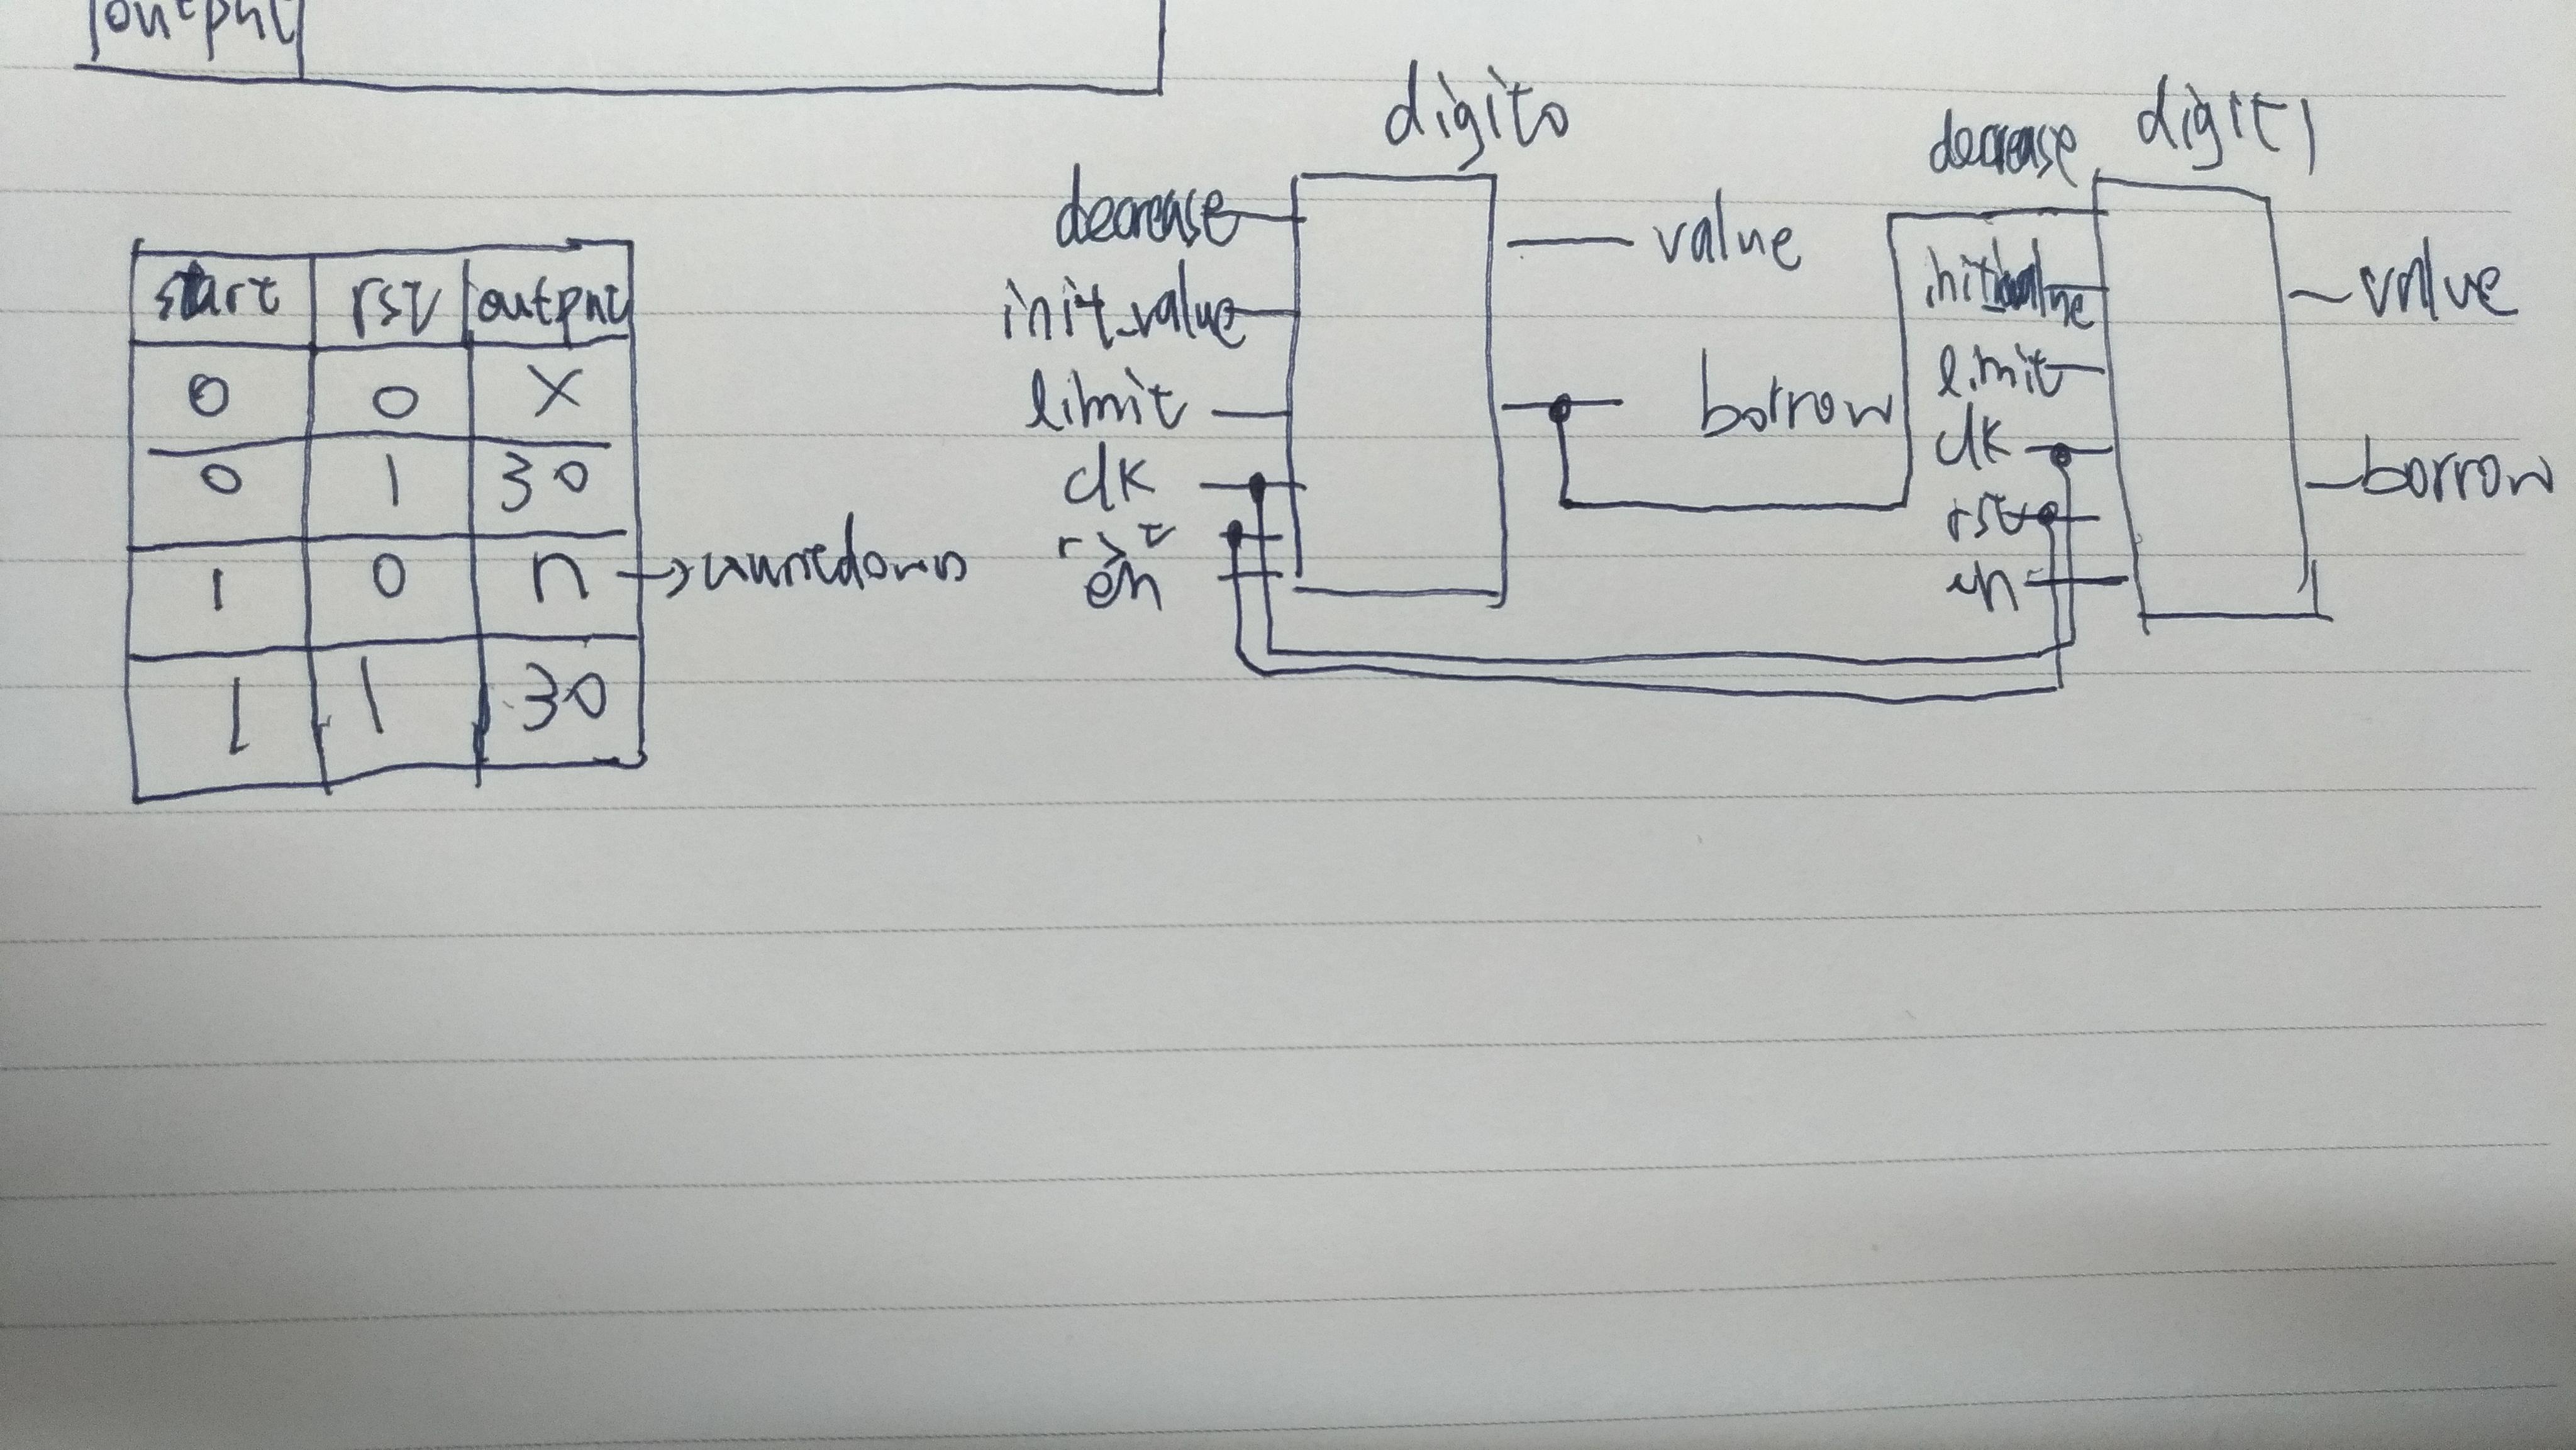 output
start rst output
0 0 X
0 1 30
1 0 n → countdown
1 1 30
digit0
decrease
init_value
limit
clk
rst
en
value
borrow
digit1
decrease
init_value
limit
clk
rst
en
value
borrow